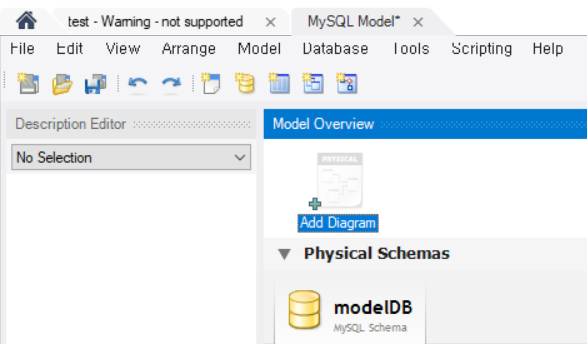 test - Warning - not supported × MySQL Model* ×
File Edit View Arrange Model Database Tools Scripting Help
Description Editor Model Overview
No Selection
PHYSICAL
Add Diagram
Physical Schemas
modelDB
MySQL Schema